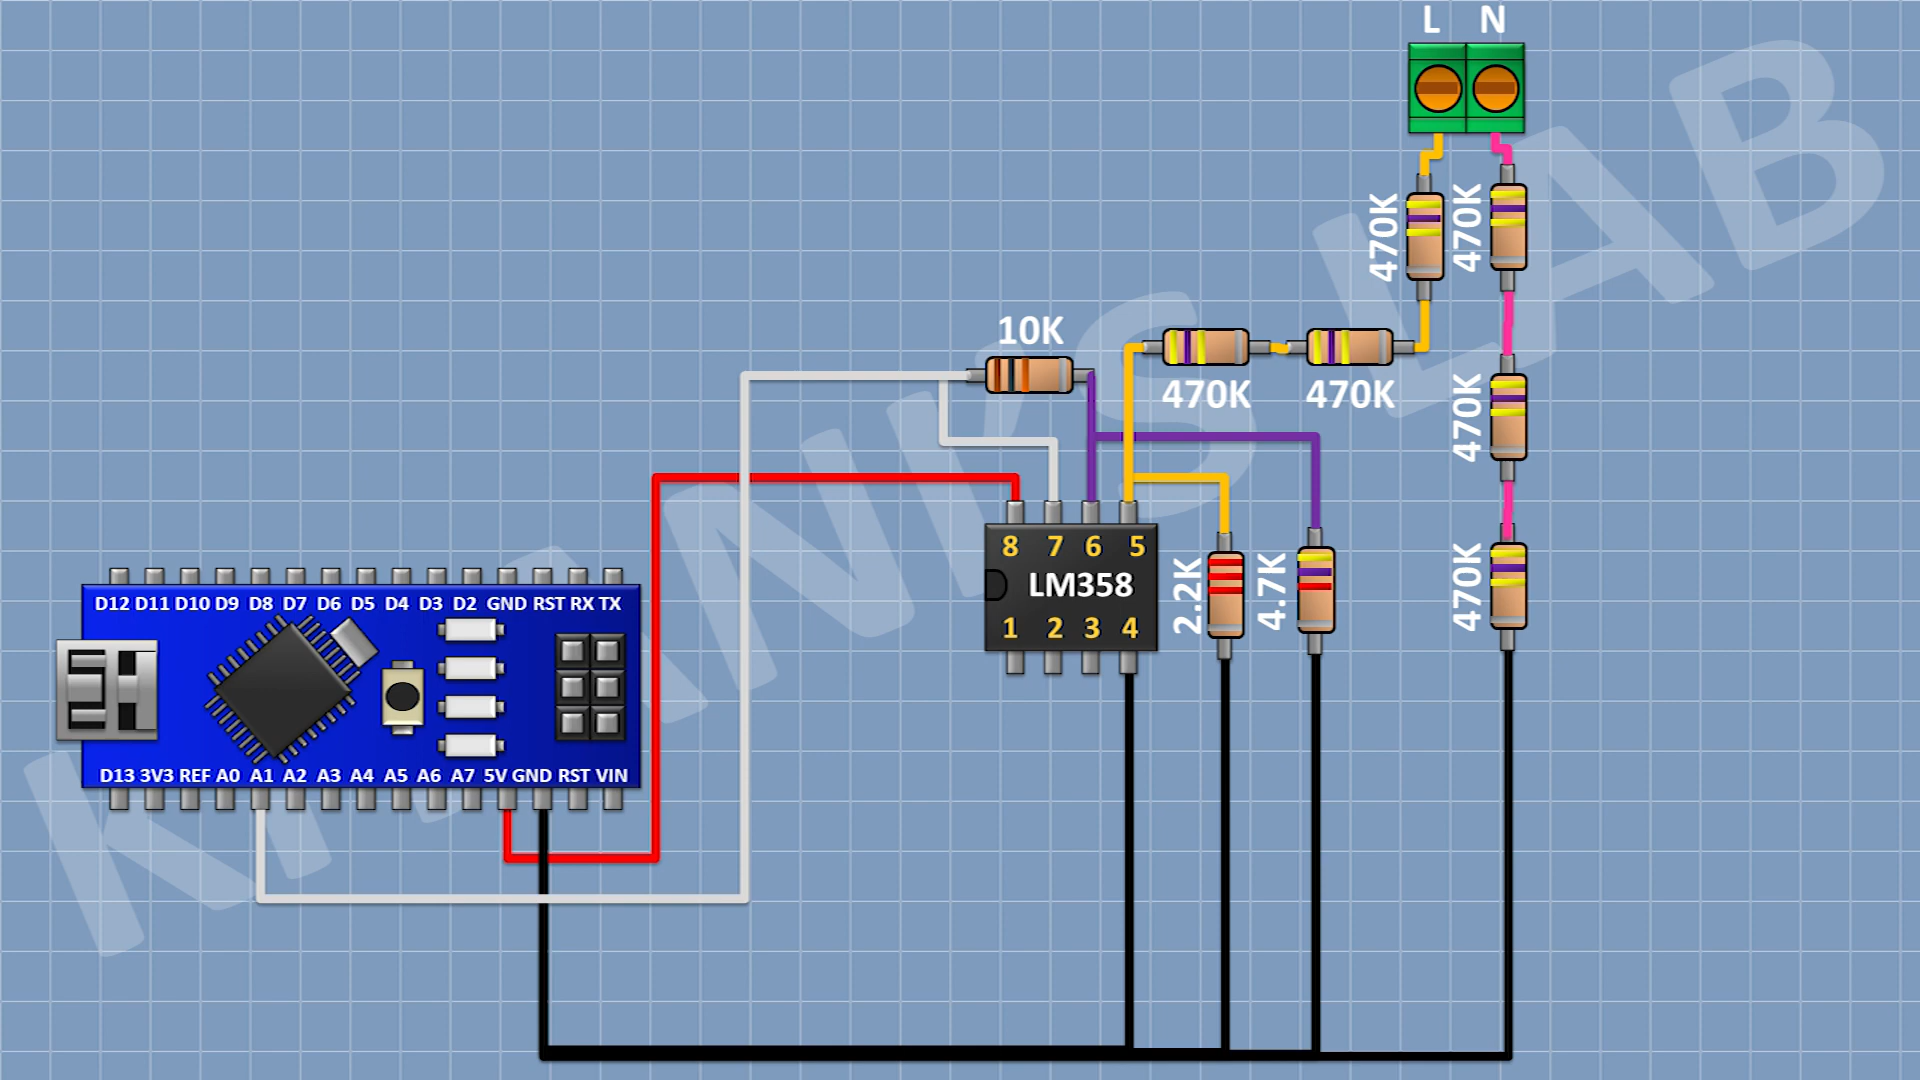 L N
470K
470K
10K
470K
470K
470K
8 7 6 5
LM358
1 2 3 4
2.2K
4.7K
470K
D12 D11 D10 D9 D8 D7 D6 D5 D4 D3 D2 GND RST RX TX
D13 3V3 REF A0 A1 A2 A3 A4 A5 A6 A7 5V GND RST VIN
KHANKS LAB